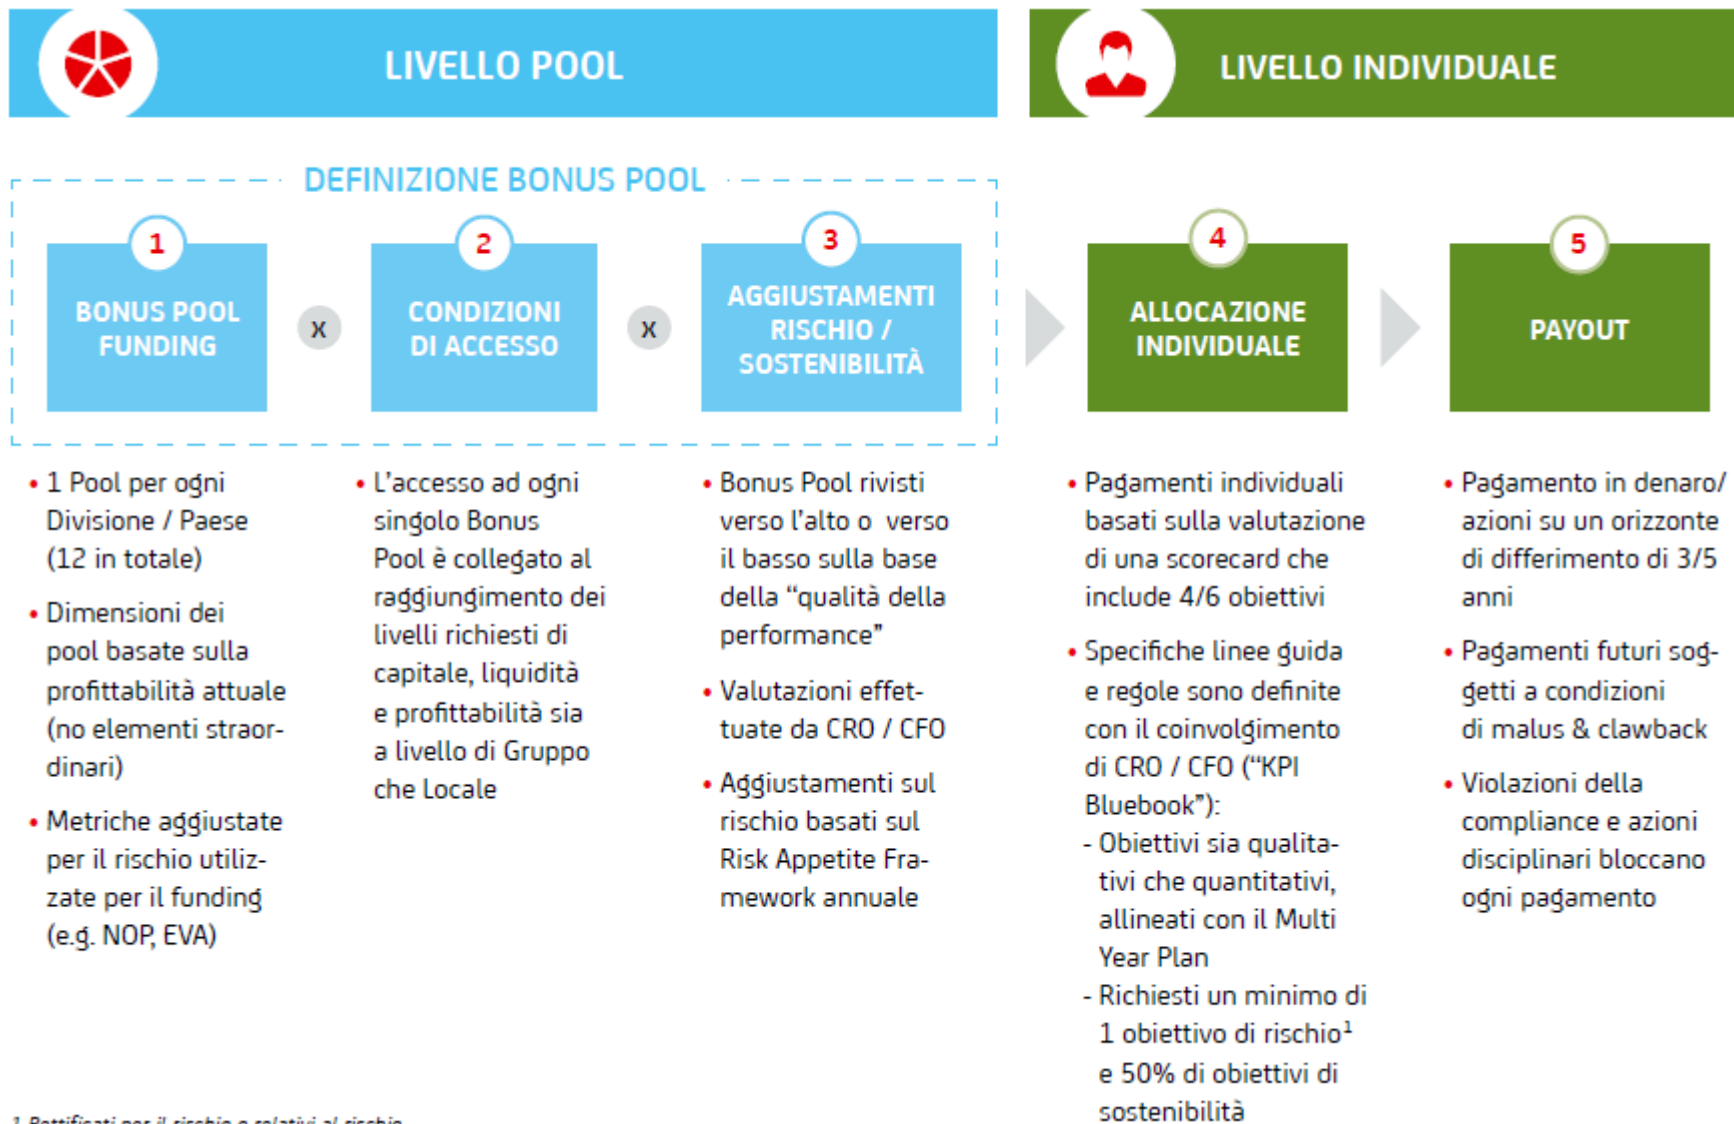 LIVELLO POOL
LIVELLO INDIVIDUALE
DEFINIZIONE BONUS POOL
1
BONUS POOL
FUNDING
x
2
CONDIZIONI
DI ACCESSO
x
3
AGGIUSTAMENTI
RISCHIO /
SOSTENIBILITÀ
4
ALLOCAZIONE
INDIVIDUALE
5
PAYOUT
• 1 Pool per ogni
Divisione / Paese
(12 in totale)
• Dimensioni dei
pool basate sulla
profittabilità attuale
(no elementi straor-
dinari)
• Metriche aggiustate
per il rischio utiliz-
zate per il funding
(e.g. NOP, EVA)
• L’accesso ad ogni
singolo Bonus
Pool è collegato al
raggiungimento dei
livelli richiesti di
capitale, liquidità
e profittabilità sia
a livello di Gruppo
che Locale
• Bonus Pool rivisti
verso l’alto o verso
il basso sulla base
della “qualità della
performance”
• Valutazioni effet-
tuate da CRO / CFO
• Aggiustamenti sul
rischio basati sul
Risk Appetite Fra-
mework annuale
• Pagamenti individuali
basati sulla valutazione
di una scorecard che
include 4/6 obiettivi
• Specifiche linee guida
e regole sono definite
con il coinvolgimento
di CRO / CFO (“KPI
Bluebook”):
- Obiettivi sia qualita-
tivi che quantitativi,
allineati con il Multi
Year Plan
- Richiesti un minimo di
1 obiettivo di rischio¹
e 50% di obiettivi di
sostenibilità
• Pagamento in denaro/
azioni su un orizzonte
di differimento di 3/5
anni
• Pagamenti futuri sog-
getti a condizioni
di malus & clawback
• Violazioni della
compliance e azioni
disciplinari bloccano
ogni pagamento
1 Rettificati per il rischio o relativi al rischio